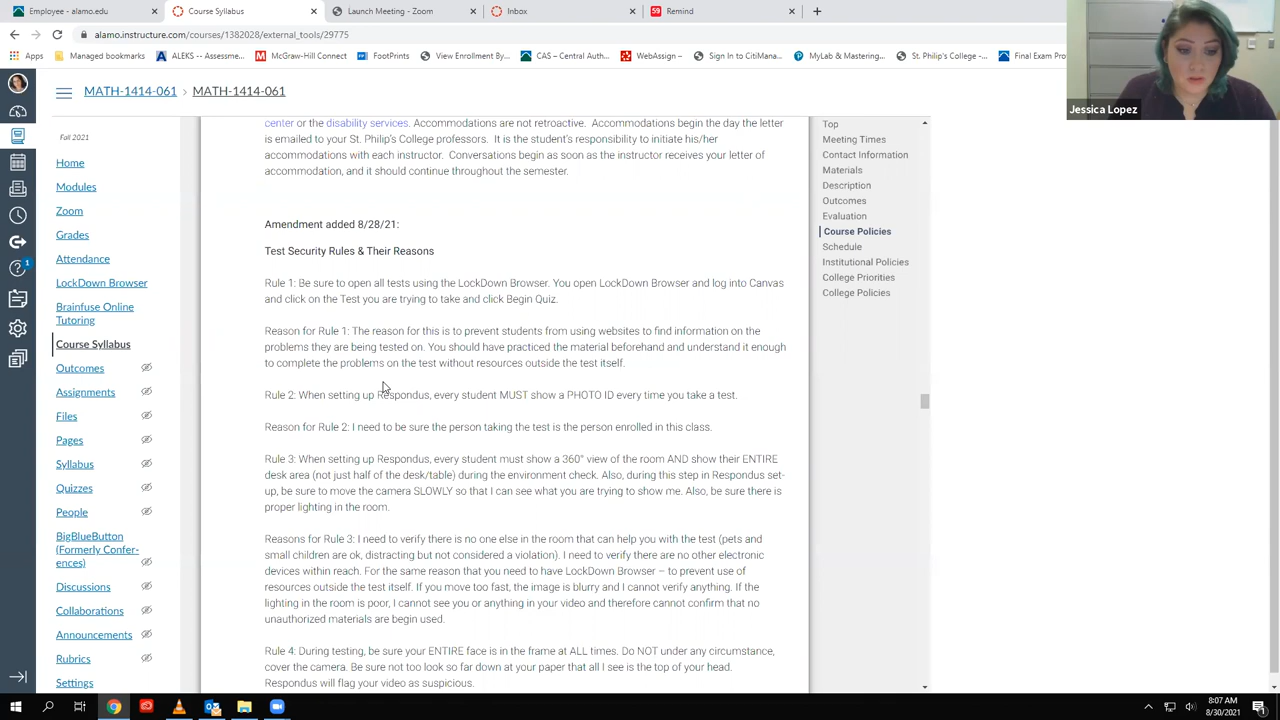 Employee - alamo.edu
Course Syllabus
Launch Meeting - Zoom
Inbox
Remind
alamo.instructure.com/courses/1382028/external_tools/29775
Apps
Managed bookmarks
ALEKS -- Assessme...
McGraw-Hill Connect
FootPrints
View Enrollment By...
CAS – Central Auth...
WebAssign –
Sign In to CitiMana...
MyLab & Mastering...
St. Philip's College -...
Final Exam Pro
Jessica Lopez
MATH-1414-061 › MATH-1414-061
Fall 2021
Home
Modules
Zoom
Grades
Attendance
LockDown Browser
Brainfuse Online
Tutoring
Course Syllabus
Outcomes
Assignments
Files
Pages
Syllabus
Quizzes
People
BigBlueButton
(Formerly Confer-
ences)
Discussions
Collaborations
Announcements
Rubrics
Settings
center or the disability services. Accommodations are not retroactive. Accommodations begin the day the letter
is emailed to your St. Philip's College professors. It is the student's responsibility to initiate his/her
accommodations with each instructor. Conversations begin as soon as the instructor receives your letter of
accommodation, and it should continue throughout the semester.
Amendment added 8/28/21:
Test Security Rules & Their Reasons
Rule 1: Be sure to open all tests using the LockDown Browser. You open LockDown Browser and log into Canvas
and click on the Test you are trying to take and click Begin Quiz.
Reason for Rule 1: The reason for this is to prevent students from using websites to find information on the
problems they are being tested on. You should have practiced the material beforehand and understand it enough
to complete the problems on the test without resources outside the test itself.
Rule 2: When setting up Respondus, every student MUST show a PHOTO ID every time you take a test.
Reason for Rule 2: I need to be sure the person taking the test is the person enrolled in this class.
Rule 3: When setting up Respondus, every student must show a 360° view of the room AND show their ENTIRE
desk area (not just half of the desk/table) during the environment check. Also, during this step in Respondus set-
up, be sure to move the camera SLOWLY so that I can see what you are trying to show me. Also, be sure there is
proper lighting in the room.
Reasons for Rule 3: I need to verify there is no one else in the room that can help you with the test (pets and
small children are ok, distracting but not considered a violation). I need to verify there are no other electronic
devices within reach. For the same reason that you need to have LockDown Browser – to prevent use of
resources outside the test itself. If you move too fast, the image is blurry and I cannot verify anything. If the
lighting in the room is poor, I cannot see you or anything in your video and therefore cannot confirm that no
unauthorized materials are begin used.
Rule 4: During testing, be sure your ENTIRE face is in the frame at ALL times. Do NOT under any circumstance,
cover the camera. Be sure not too look so far down at your paper that all I see is the top of your head.
Respondus will flag your video as suspicious.
Top
Meeting Times
Contact Information
Materials
Description
Outcomes
Evaluation
Course Policies
Schedule
Institutional Policies
College Priorities
College Policies
8:07 AM
8/30/2021